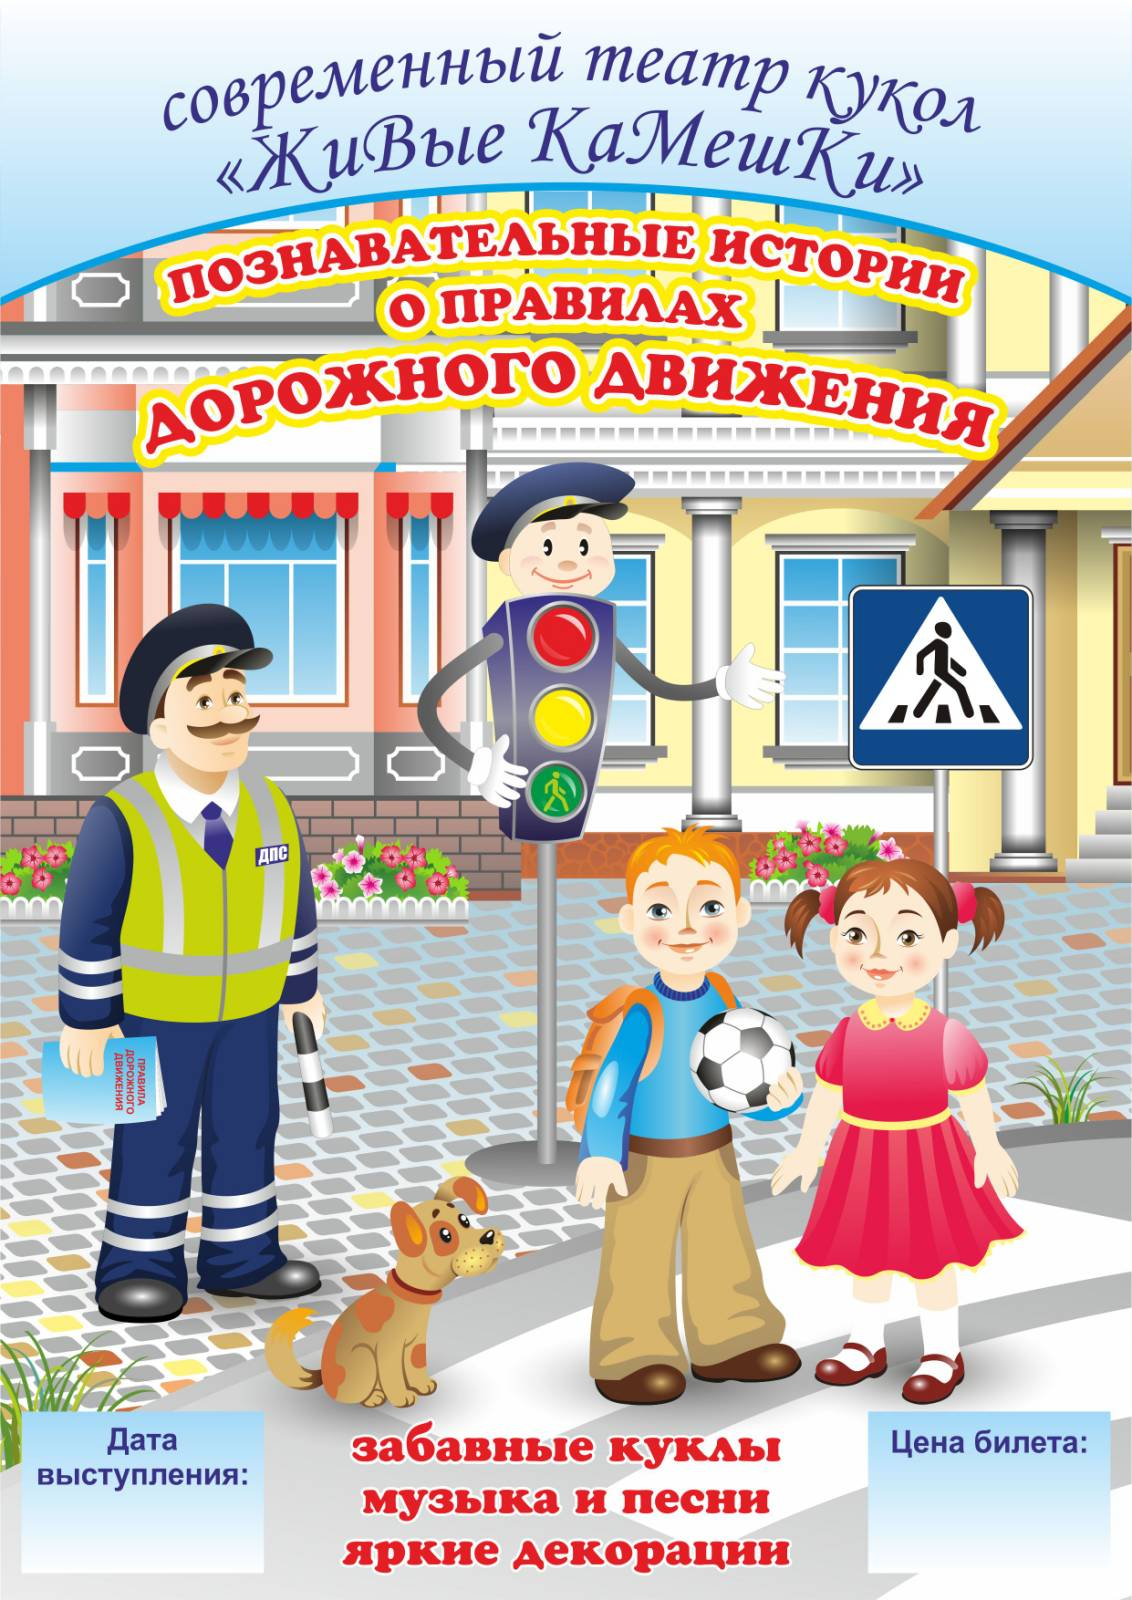 современный театр кукол
«ЖиВые КаМешКи»
ПОЗНАВАТЕЛЬНЫЕ ИСТОРИИ
О ПРАВИЛАХ
ДОРОЖНОГО ДВИЖЕНИЯ
ДПС
ПРАВИЛА
ДОРОЖНОГО
ДВИЖЕНИЯ
Дата
выступления:
забавные куклы
музыка и песни
яркие декорации
Цена билета: